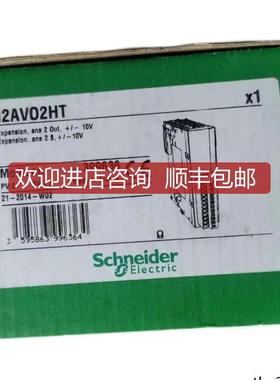 2AVO2HT
x1
Expansion, ana 2 Out, +/- 10V
Expansion, ana 2 S, +/- 10V
欢迎进店咨询 顺丰包邮
PV
21-2014-W02
3 595863 996364
Schneider
Electric